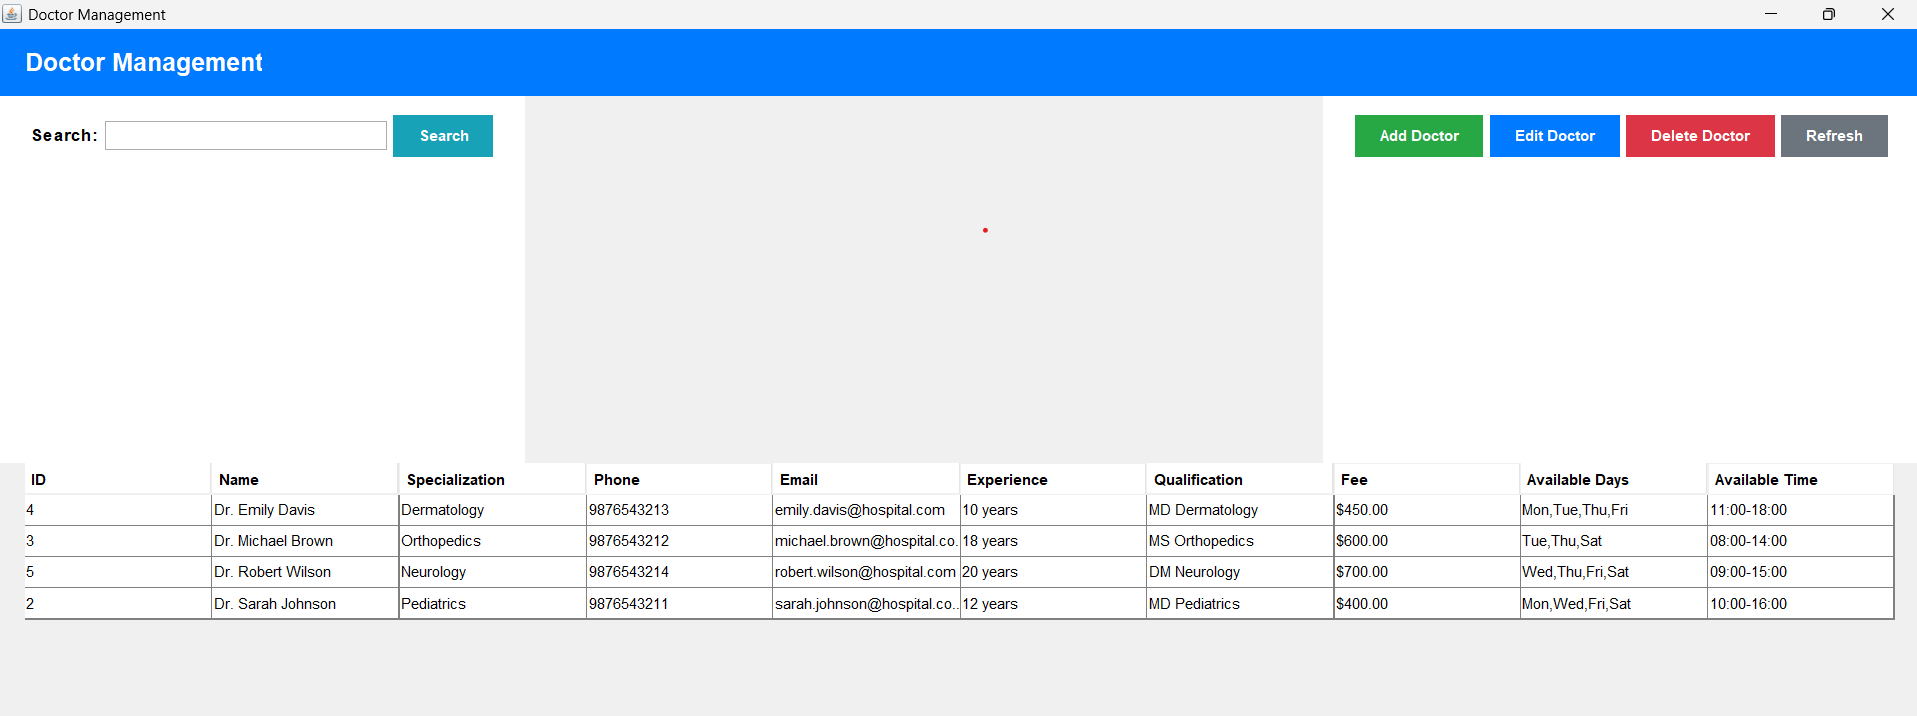 Doctor Management
Doctor Management
Search: Search Add Doctor Edit Doctor Delete Doctor Refresh
ID Name Specialization Phone Email Experience Qualification Fee Available Days Available Time
4 Dr. Emily Davis Dermatology 9876543213 emily.davis@hospital.com 10 years MD Dermatology $450.00 Mon,Tue,Thu,Fri 11:00-18:00
3 Dr. Michael Brown Orthopedics 9876543212 michael.brown@hospital.co... 18 years MS Orthopedics $600.00 Tue,Thu,Sat 08:00-14:00
5 Dr. Robert Wilson Neurology 9876543214 robert.wilson@hospital.com 20 years DM Neurology $700.00 Wed,Thu,Fri,Sat 09:00-15:00
2 Dr. Sarah Johnson Pediatrics 9876543211 sarah.johnson@hospital.co... 12 years MD Pediatrics $400.00 Mon,Wed,Fri,Sat 10:00-16:00